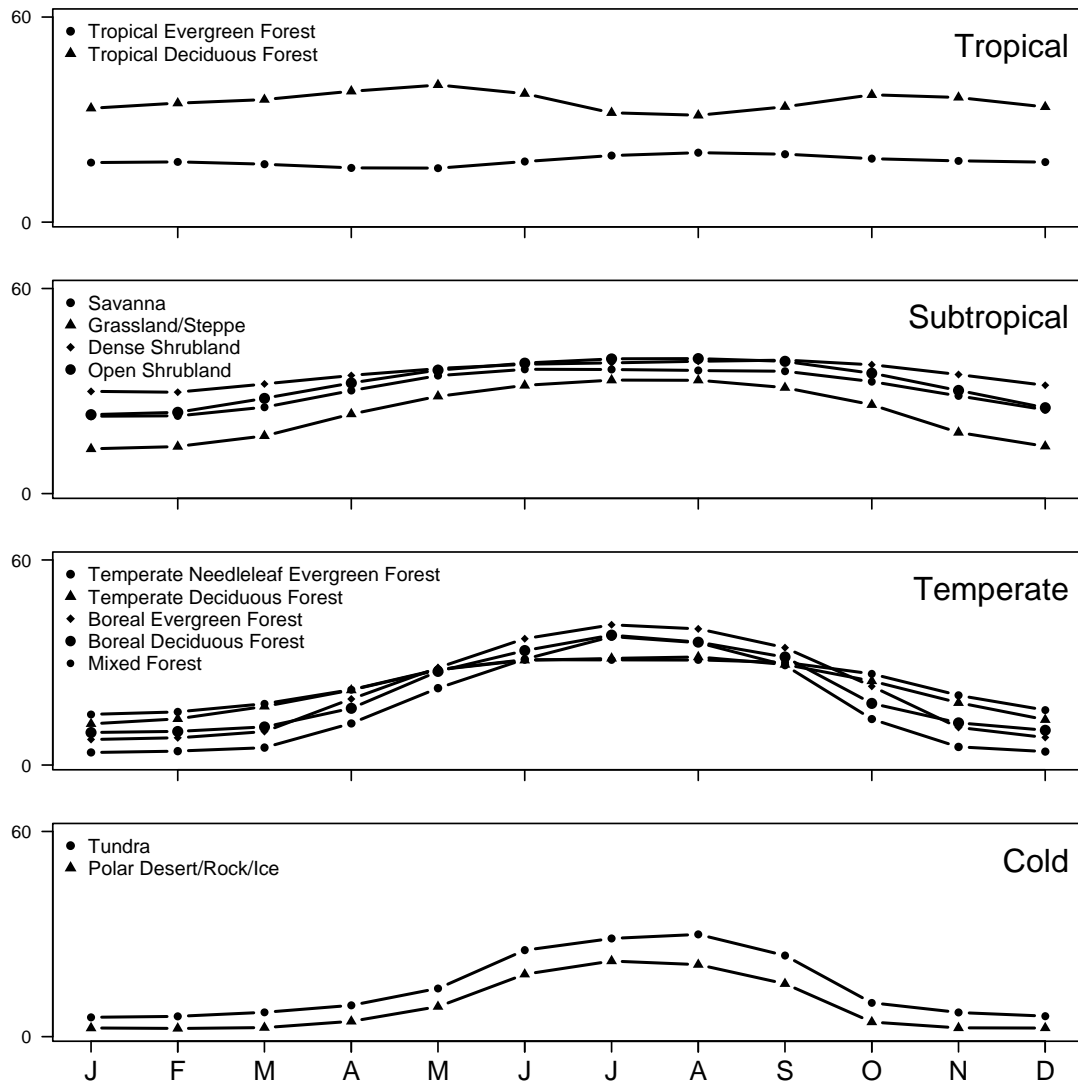 60
Tropical Evergreen Forest
Tropical
Tropical Deciduous Forest
0
60
Savanna
Subtropical
Grassland/Steppe
Dense Shrubland
Open Shrubland
0
60
Temperate Needleleaf Evergreen Forest
Temperate
Temperate Deciduous Forest
Boreal Evergreen Forest
Boreal Deciduous Forest
Mixed Forest
0
60
Tundra
Cold
Polar Desert/Rock/Ice
0
J F M A M J J A S O N D